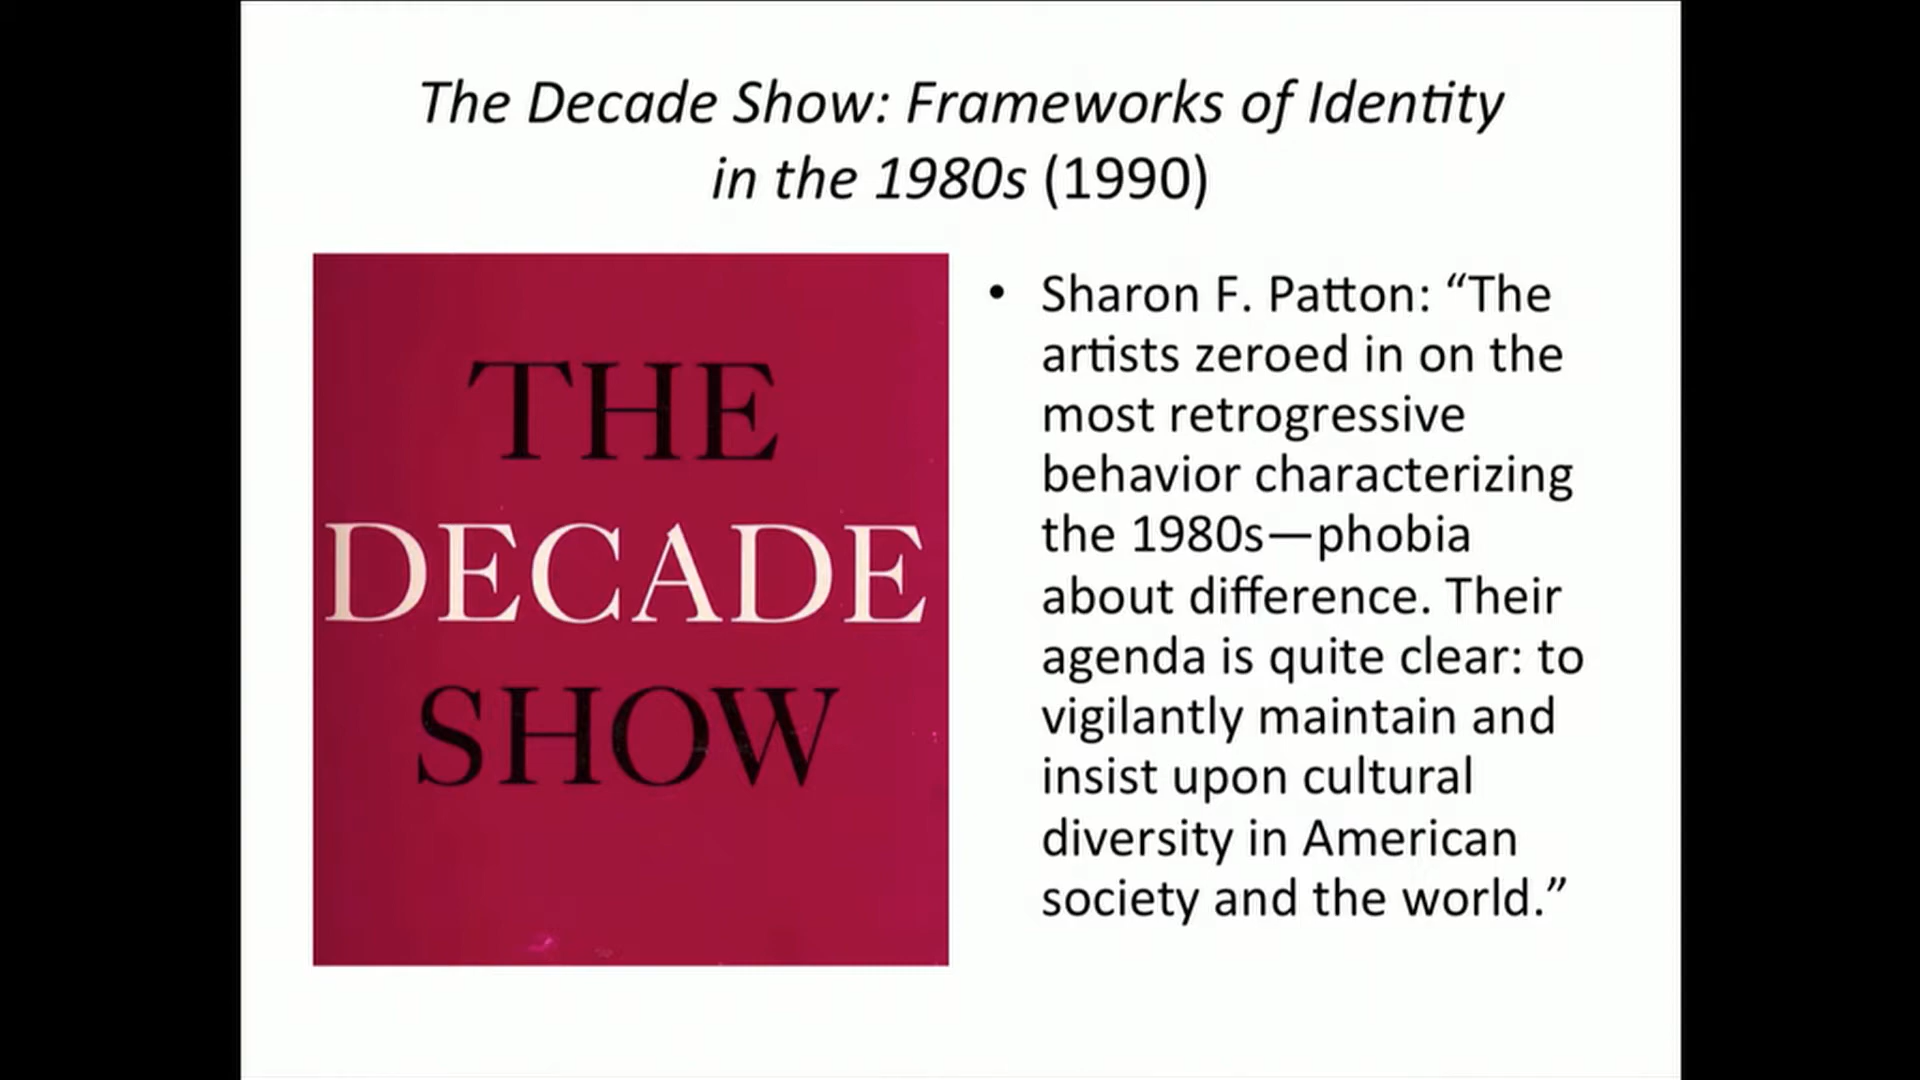 The Decade Show: Frameworks of Identity
in the 1980s (1990)
THE
DECADE
SHOW
• Sharon F. Patton: “The
artists zeroed in on the
most retrogressive
behavior characterizing
the 1980s—phobia
about difference. Their
agenda is quite clear: to
vigilantly maintain and
insist upon cultural
diversity in American
society and the world.”